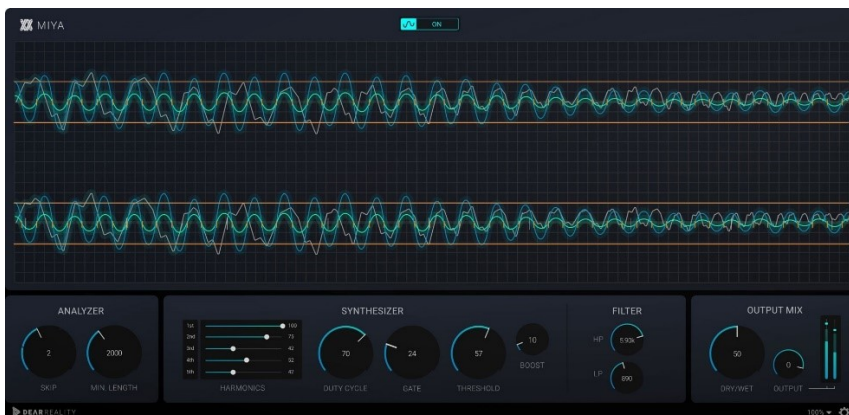 MIYA
ON
ANALYZER
2
SKIP
2000
MIN. LENGTH
SYNTHESIZER
1st 100
2nd 73
3rd 42
4th 52
5th 42
HARMONICS
70
DUTY CYCLE
24
GATE
57
THRESHOLD
10
BOOST
FILTER
HP 5.93k
LP 890
OUTPUT MIX
50
DRY/WET
0
OUTPUT
DEARREALITY
100%